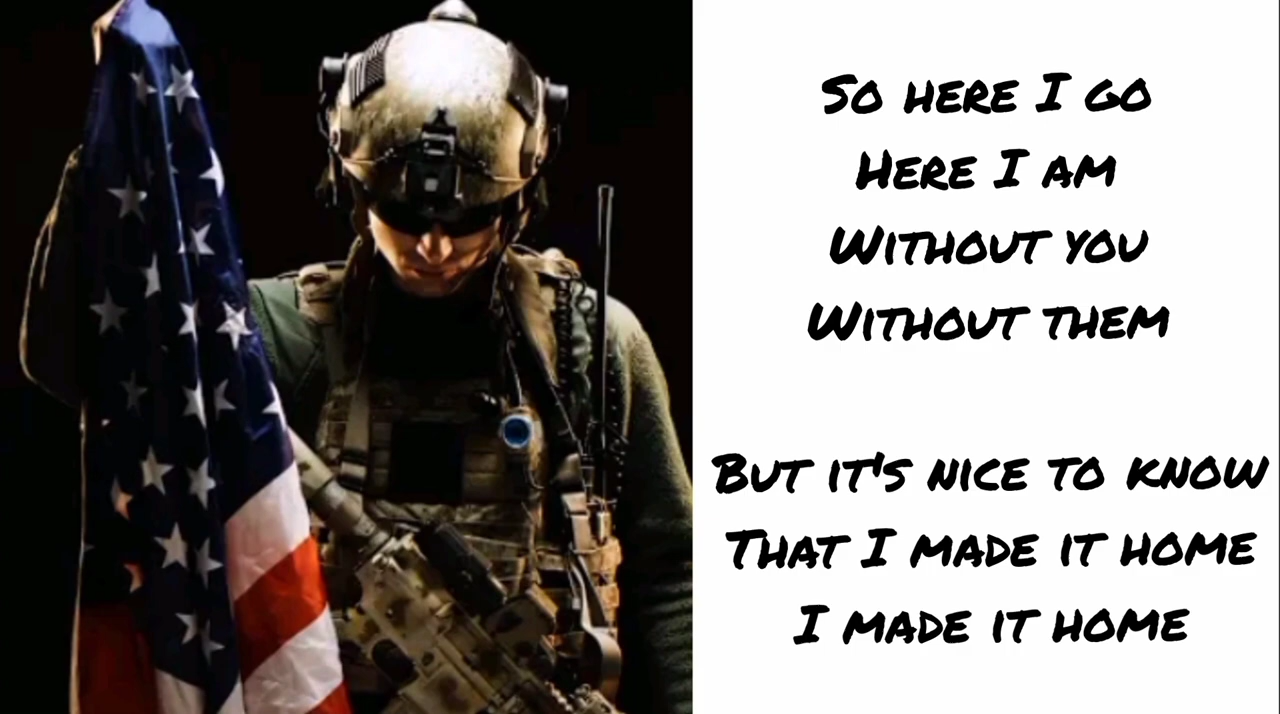 So here I go
Here I am
Without you
Without them
But it's nice to know
That I made it home
I made it home